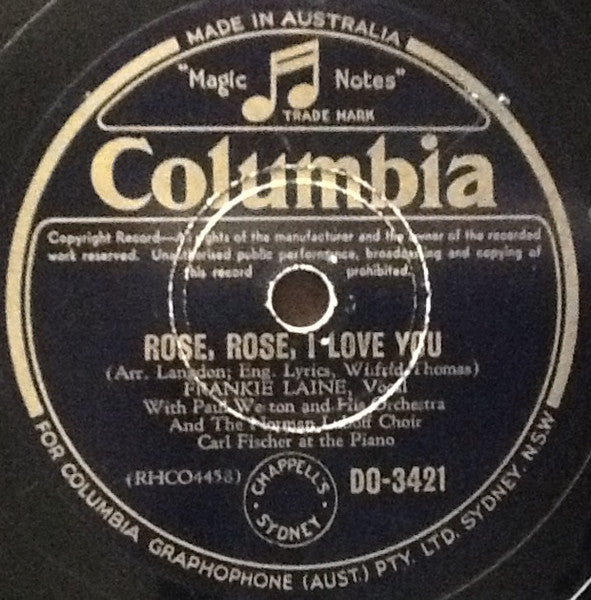 MADE IN AUSTRALIA
"Magic Notes"
TRADE MARK
Columbia
Copyright Record—All rights of the manufacturer and the owner of the recorded
work reserved. Unauthorised public performance, broadcasting and copying of
this record prohibited.
ROSE, ROSE, I LOVE YOU
(Arr. Langdon; Eng. Lyrics, Wilfrid Thomas)
FRANKIE LAINE, Vocal
With Paul Weston and His Orchestra
And The Norman Luboff Choir
Carl Fischer at the Piano
(RHCO4453)
CHAPPELL'S
SYDNEY
DO-3421
FOR COLUMBIA GRAPHOPHONE (AUST.) PTY. LTD. SYDNEY. N.S.W